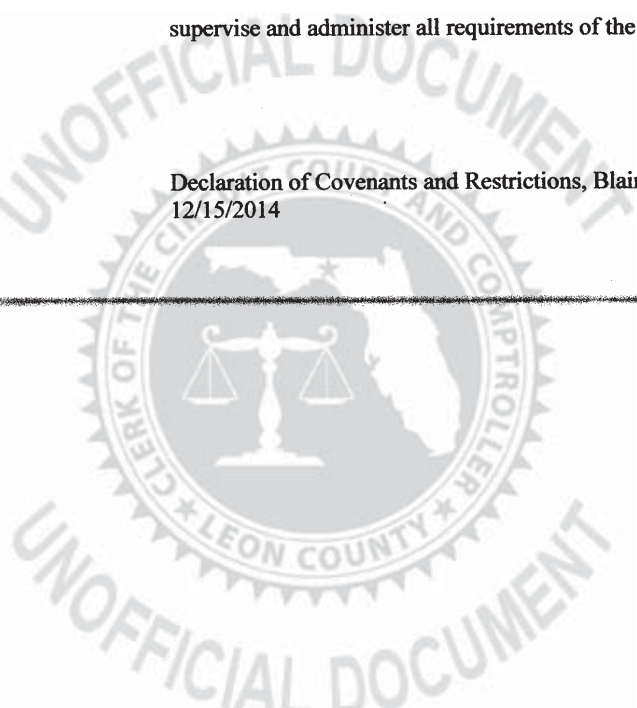 supervise and administer all requirements of the
UNOFFICIAL DOCUMENT
Declaration of Covenants and Restrictions, Blair
12/15/2014
CLERK OF THE CIRCUIT COURT AND COMPTROLLER
LEON COUNTY
UNOFFICIAL DOCUMENT